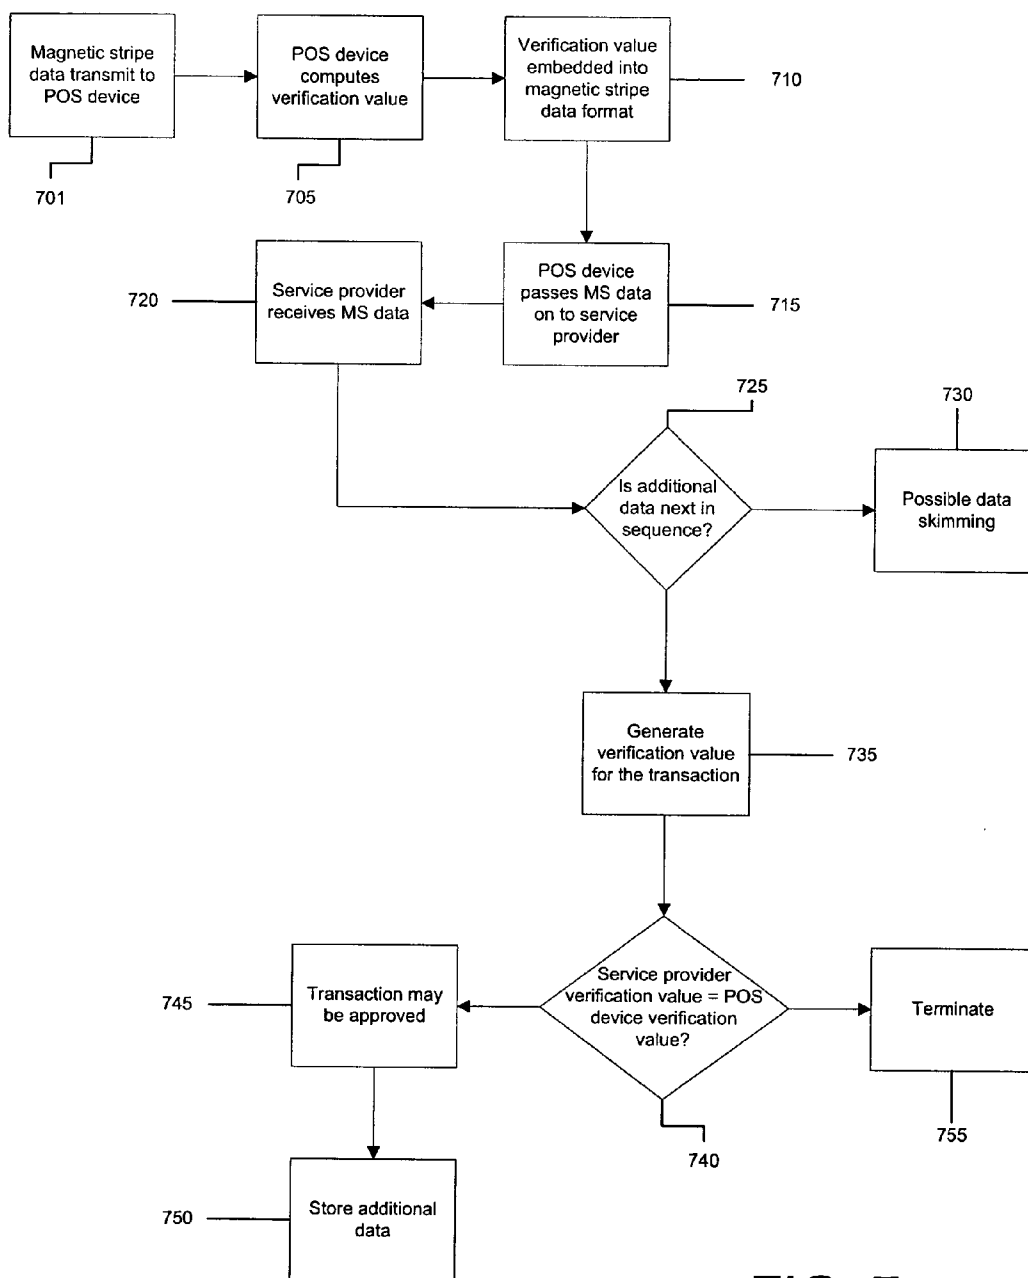 Magnetic stripe
data transmit to
POS device
701
POS device
computes
verification value
705
Verification value
embedded into
magnetic stripe
data format
710
POS device
passes MS data
on to service
provider
715
Service provider
receives MS data
720
Is additional
data next in
sequence?
725
Possible data
skimming
730
Generate
verification value
for the transaction
735
Service provider
verification value = POS
device verification
value?
740
Transaction may
be approved
745
Store additional
data
750
Terminate
755